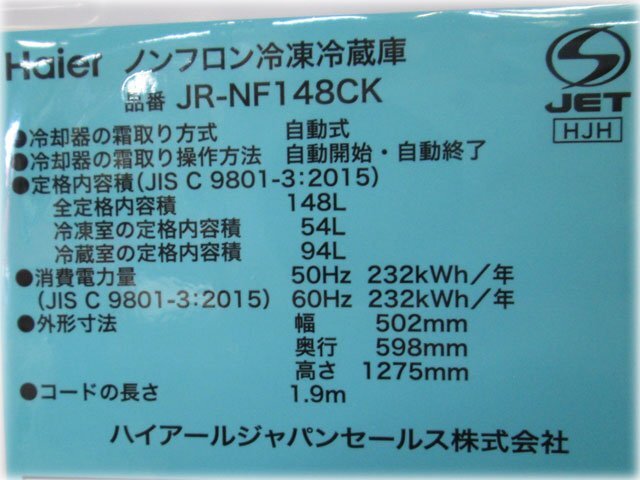 Haier ノンフロン冷凍冷蔵庫
品番 JR-NF148CK
JET
HJH
●冷却器の霜取り方式 自動式
●冷却器の霜取り操作方法 自動開始・自動終了
●定格内容積(JIS C 9801-3:2015)
全定格内容積 148L
冷凍室の定格内容積 54L
冷蔵室の定格内容積 94L
●消費電力量 50Hz 232kWh/年
(JIS C 9801-3:2015) 60Hz 232kWh/年
●外形寸法 幅 502mm
奥行 598mm
高さ 1275mm
●コードの長さ 1.9m
ハイアールジャパンセールス株式会社